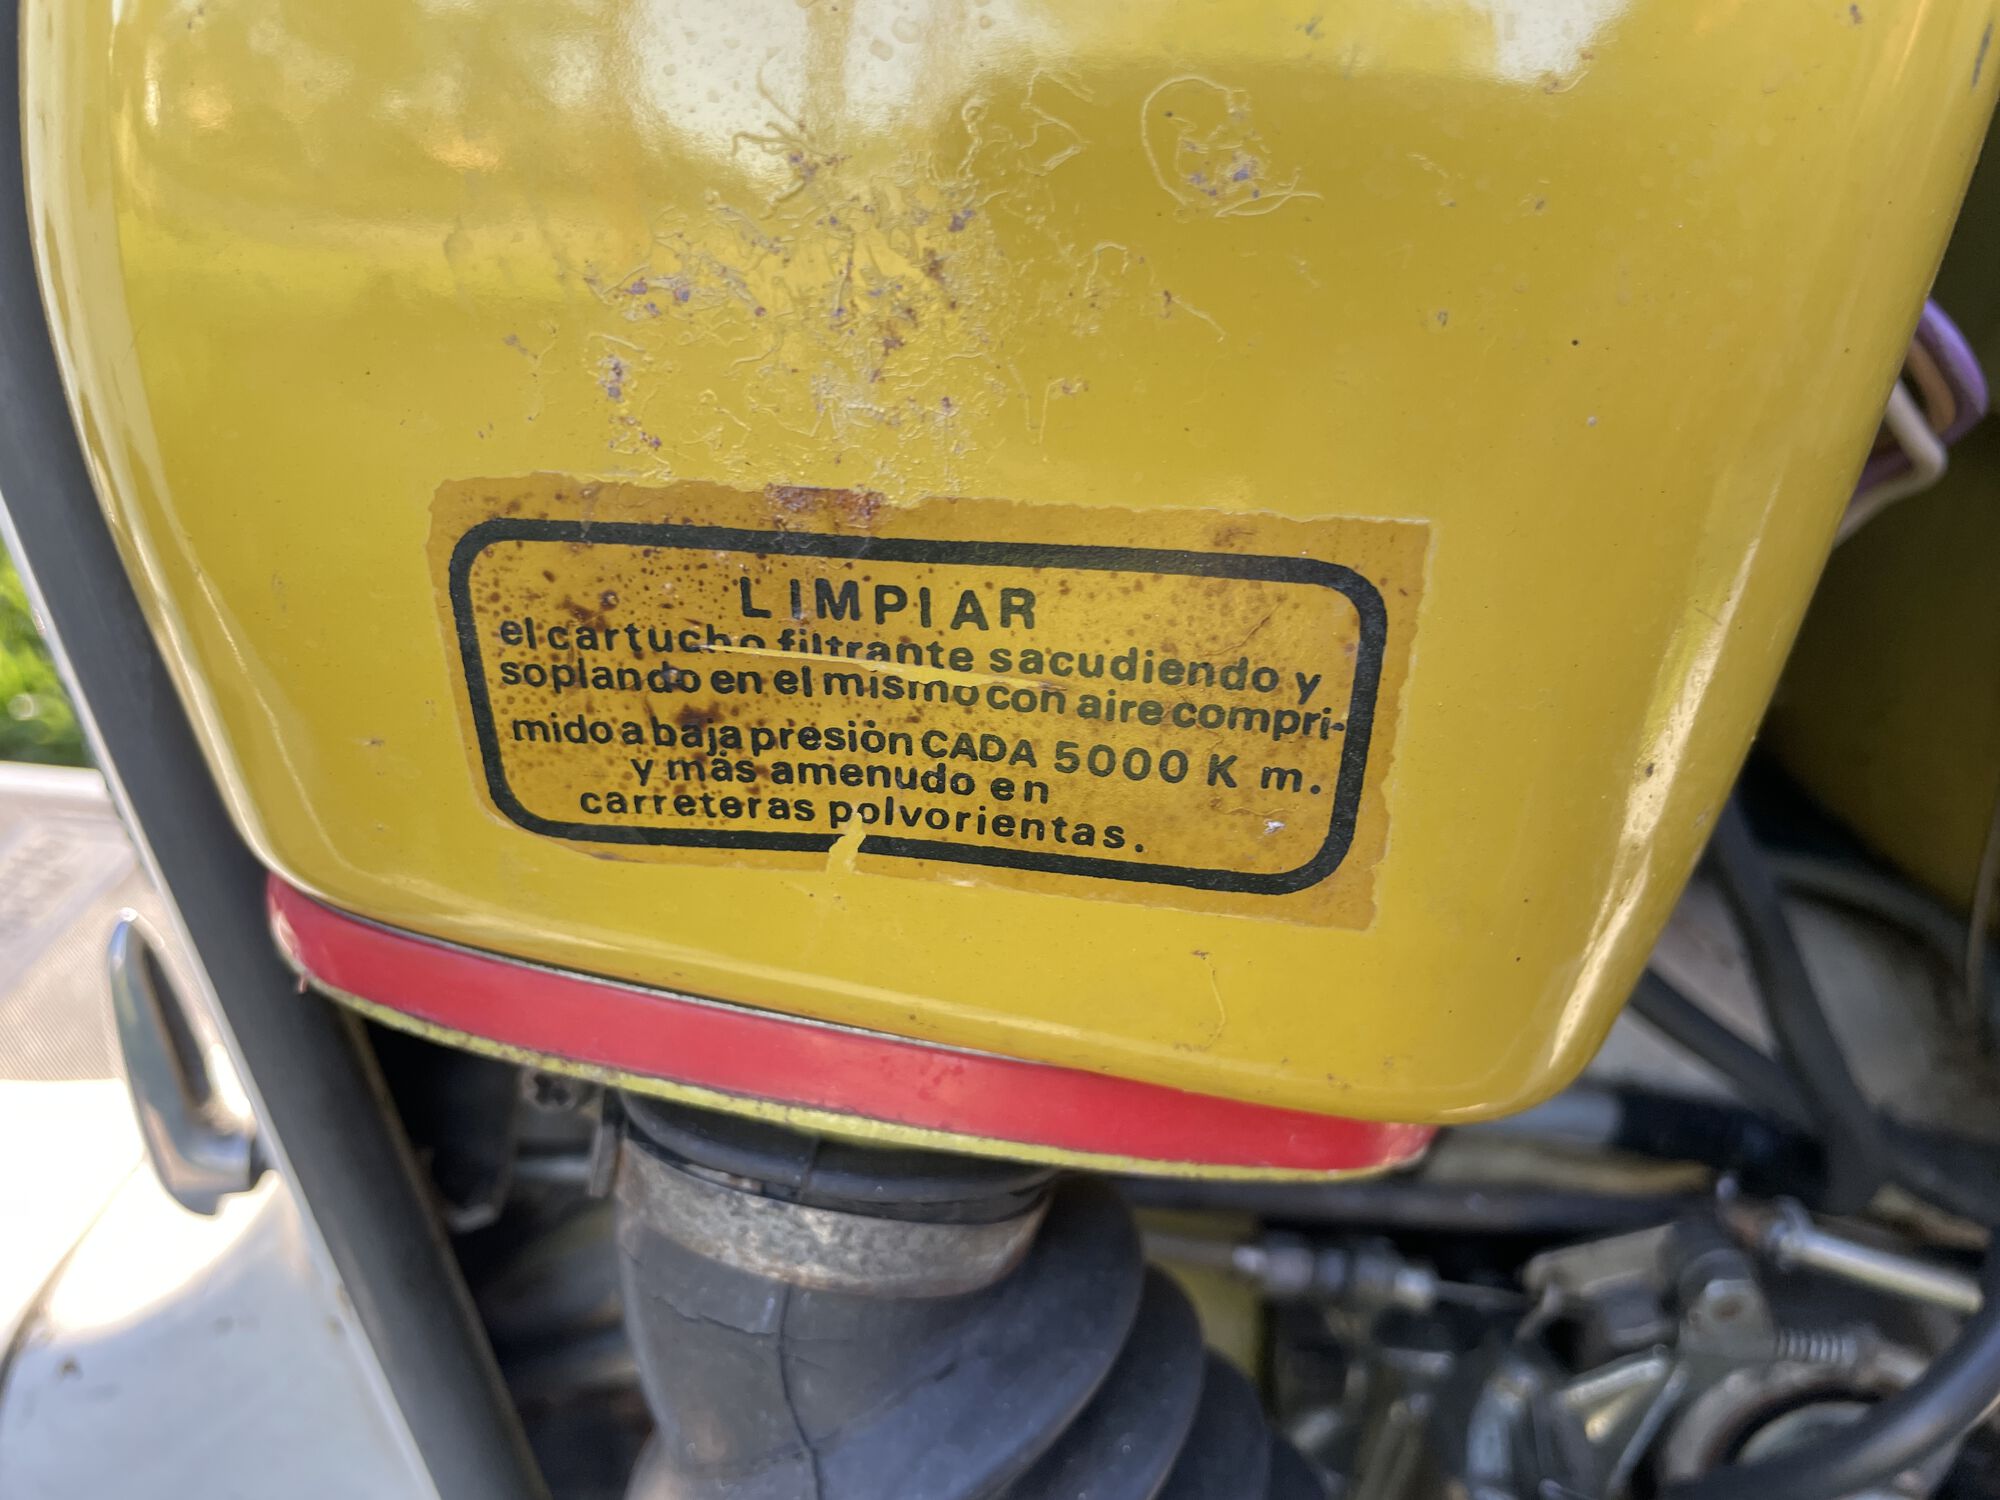 LIMPIAR
el cartucho filtrante sacudiendo y
soplando en el mismo con aire compri-
mido a baja presión CADA 5000 K m.
y más amenudo en
carreteras polvorientas.